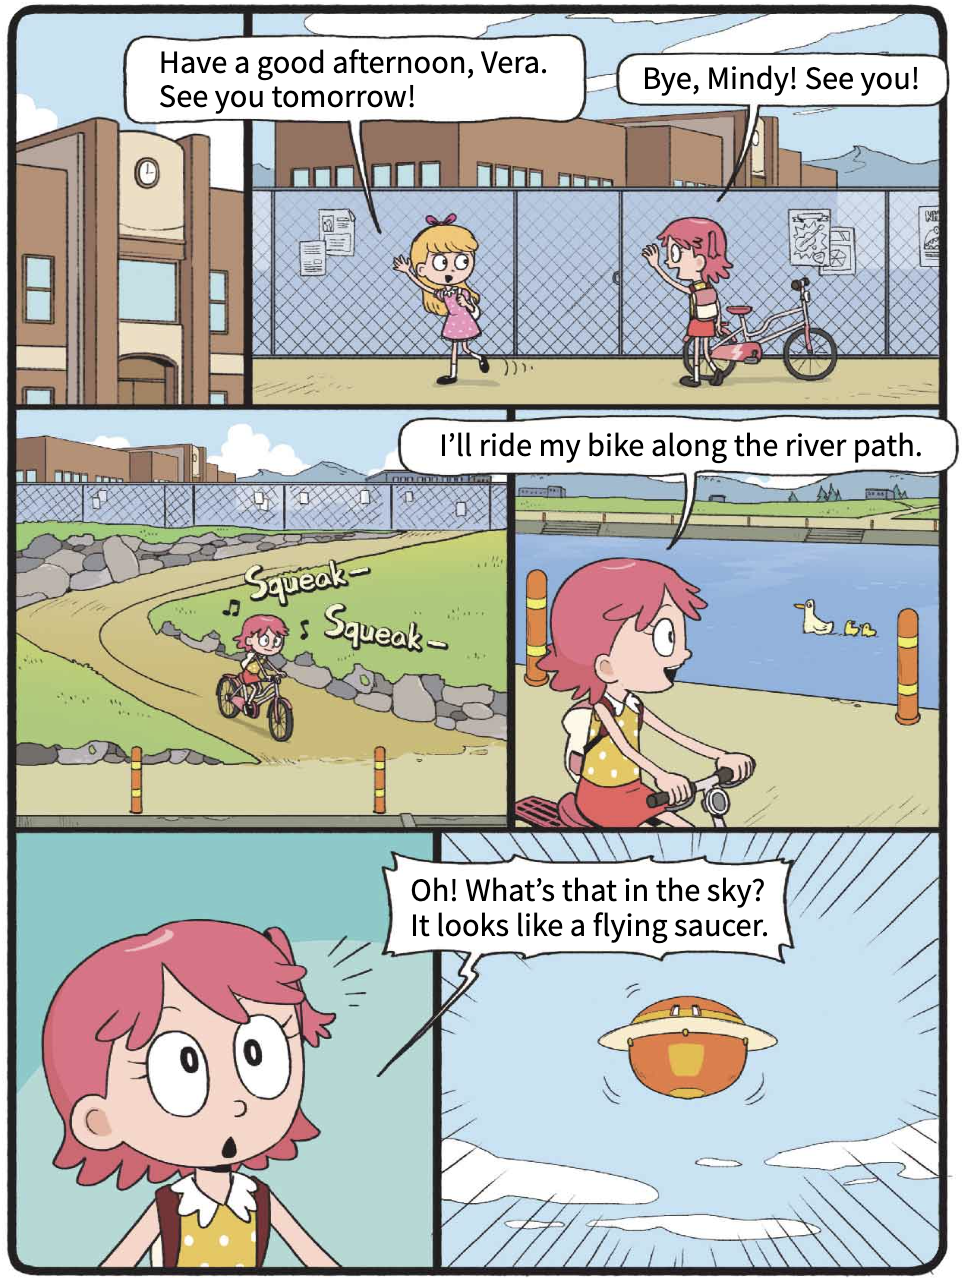 Have a good afternoon, Vera.
See you tomorrow!
Bye, Mindy! See you!
I'll ride my bike along the river path.
Squeak–
Squeak–
Oh! What's that in the sky?
It looks like a flying saucer.